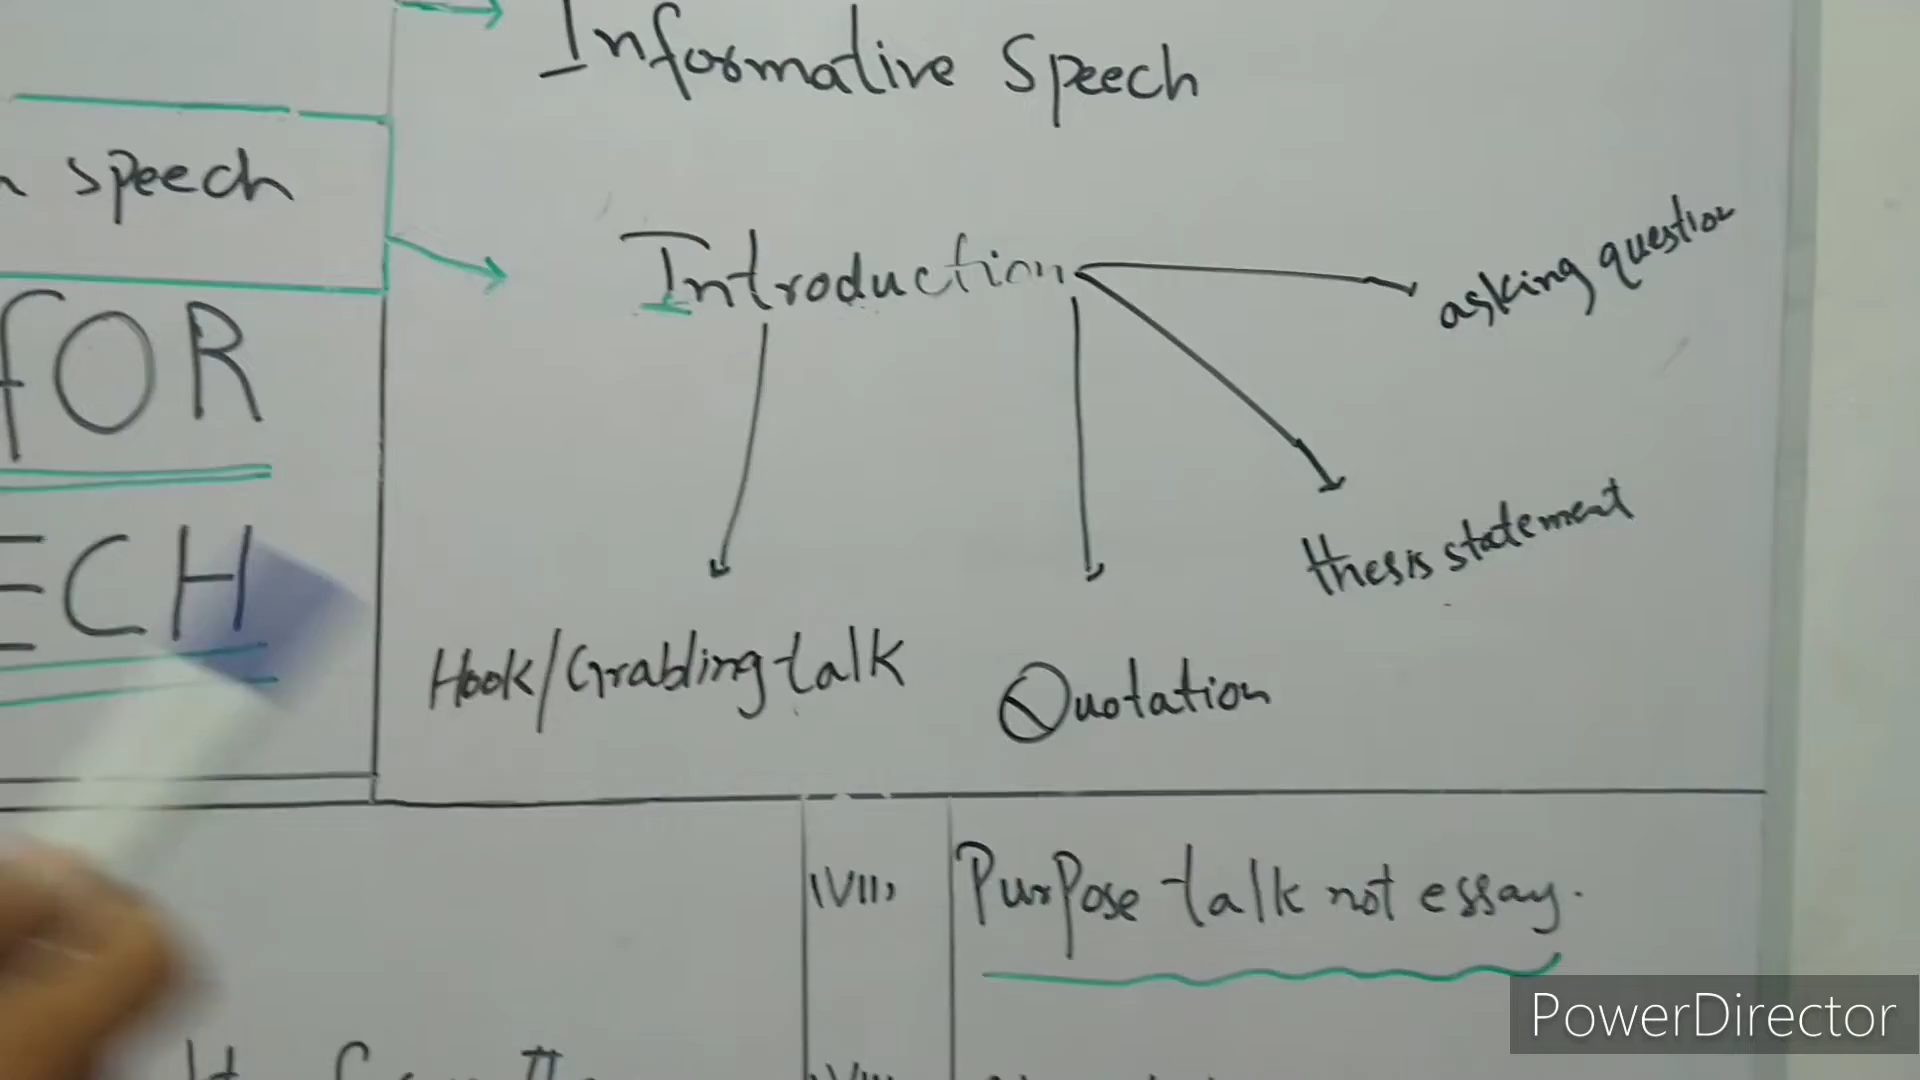 Informative Speech
speech
Introduction
asking question
FOR
thesis statement
ECH
Hook/Grabling talk
Quotation
(VII)
Purpose talk not essay.
PowerDirector